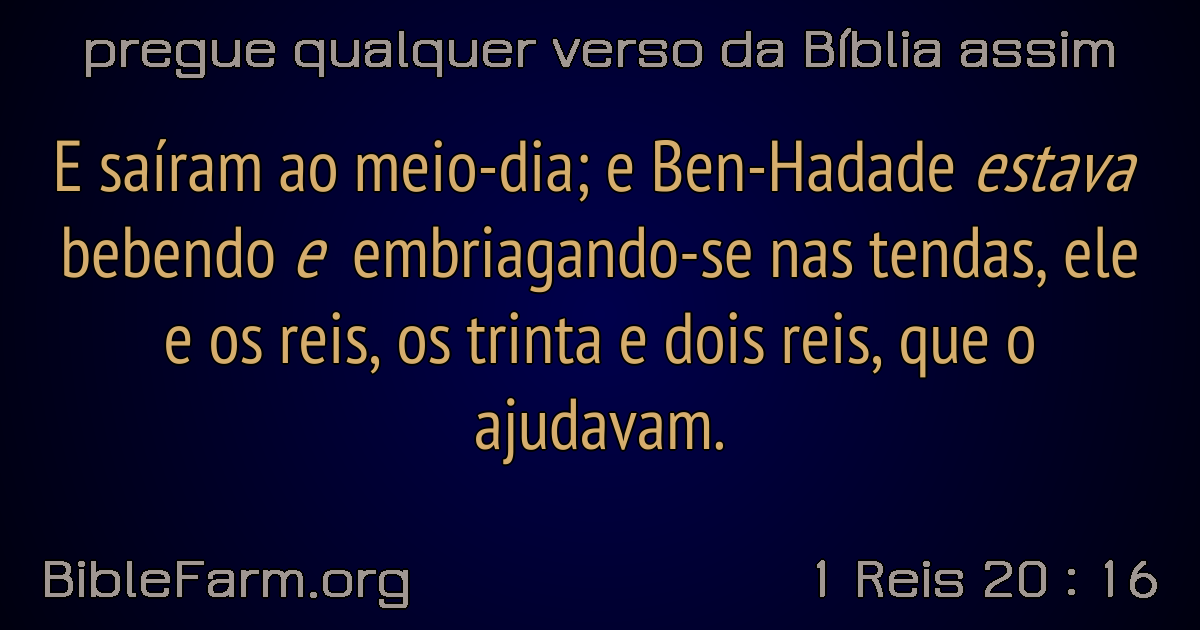 pregue qualquer verso da Bíblia assim
E saíram ao meio-dia; e Ben-Hadade estava
bebendo e embriagando-se nas tendas, ele
e os reis, os trinta e dois reis, que o
ajudavam.
BibleFarm.org
1 Reis 20 : 16